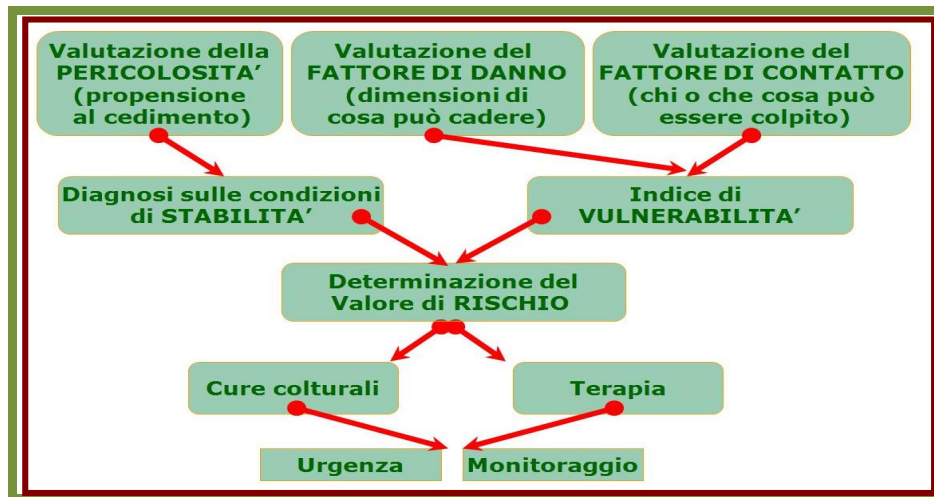 Valutazione della
PERICOLOSITA'
(propensione
al cedimento)
Valutazione del
FATTORE DI DANNO
(dimensioni di
cosa può cadere)
Valutazione del
FATTORE DI CONTATTO
(chi o che cosa può
essere colpito)
Diagnosi sulle condizioni
di STABILITA'
Indice di
VULNERABILITA'
Determinazione del
Valore di RISCHIO
Cure colturali
Terapia
Urgenza
Monitoraggio